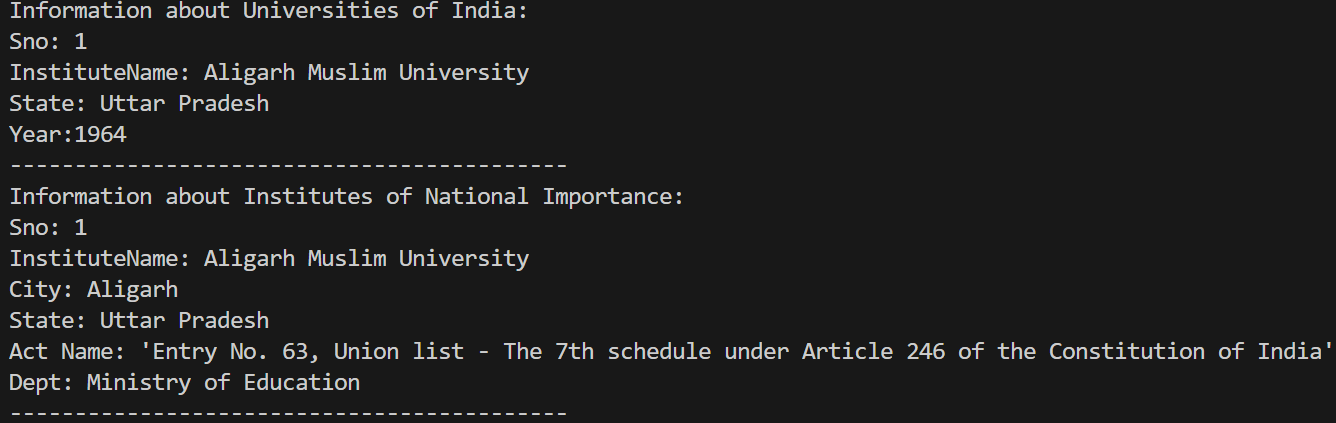 Information about Universities of India:
Sno: 1
InstituteName: Aligarh Muslim University
State: Uttar Pradesh
Year:1964
-------------------------------------------
Information about Institutes of National Importance:
Sno: 1
InstituteName: Aligarh Muslim University
City: Aligarh
State: Uttar Pradesh
Act Name: 'Entry No. 63, Union list - The 7th schedule under Article 246 of the Constitution of India'
Dept: Ministry of Education
-------------------------------------------